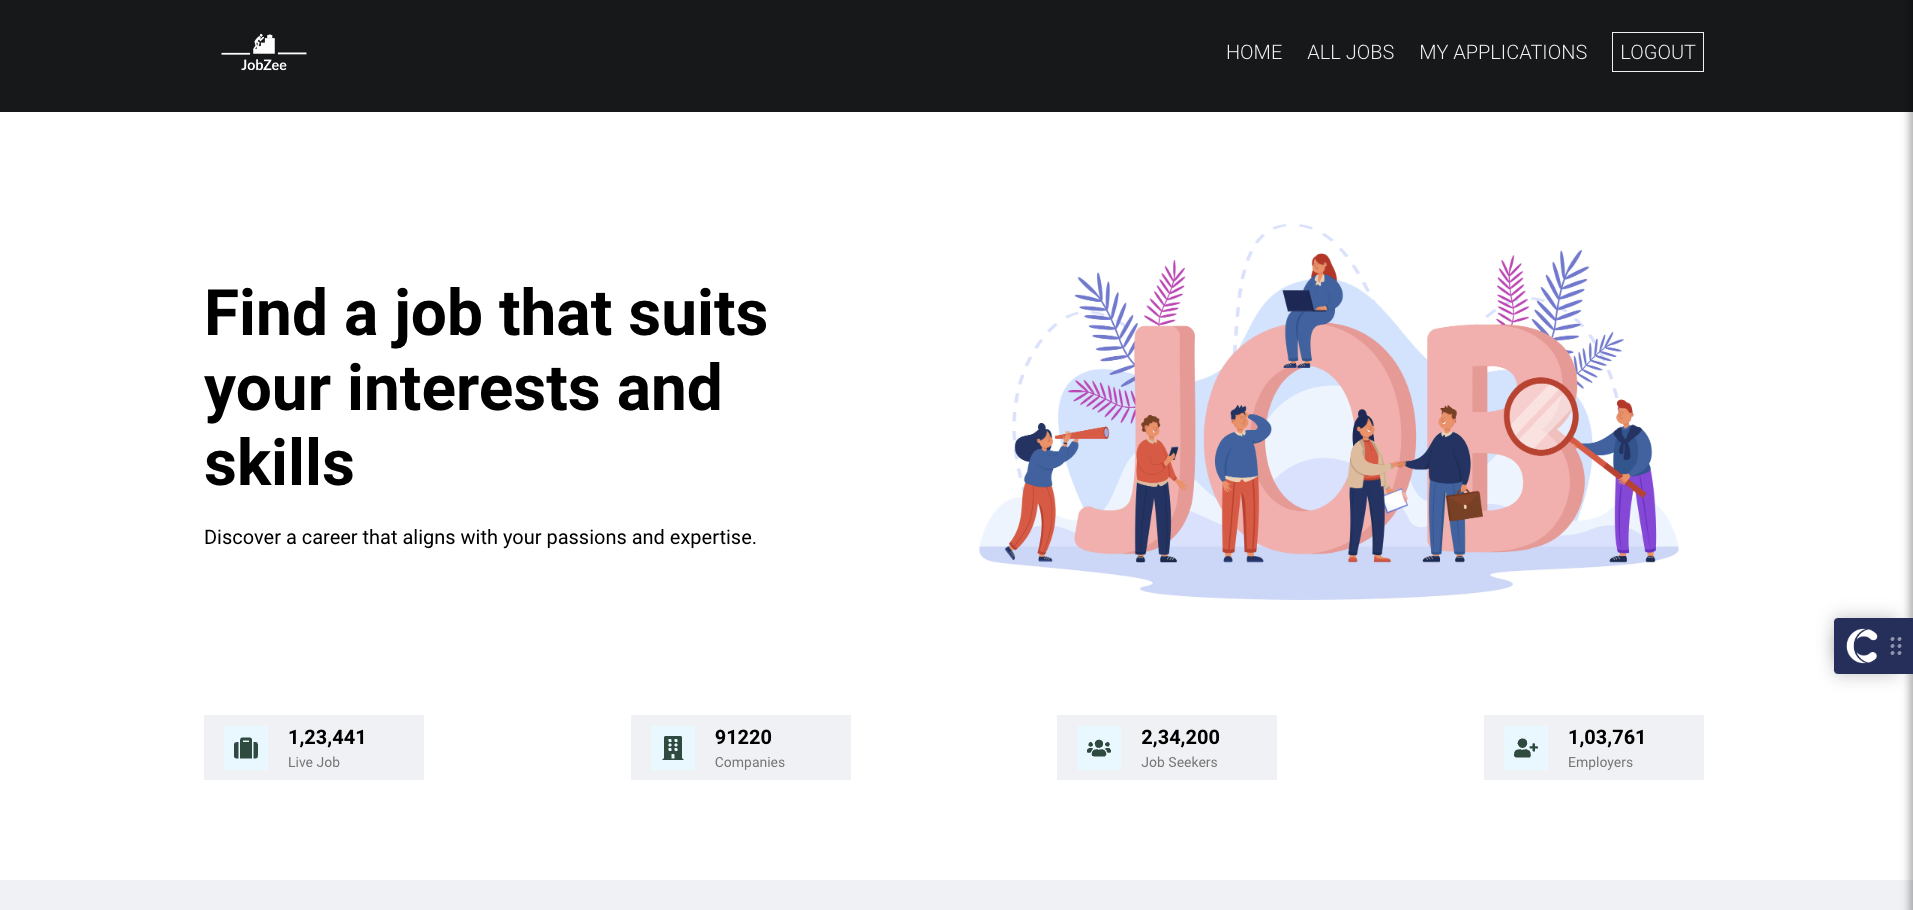 JobZee
HOME ALL JOBS MY APPLICATIONS LOGOUT
Find a job that suits
your interests and
skills
Discover a career that aligns with your passions and expertise.
JOB
1,23,441
Live Job
91220
Companies
2,34,200
Job Seekers
1,03,761
Employers